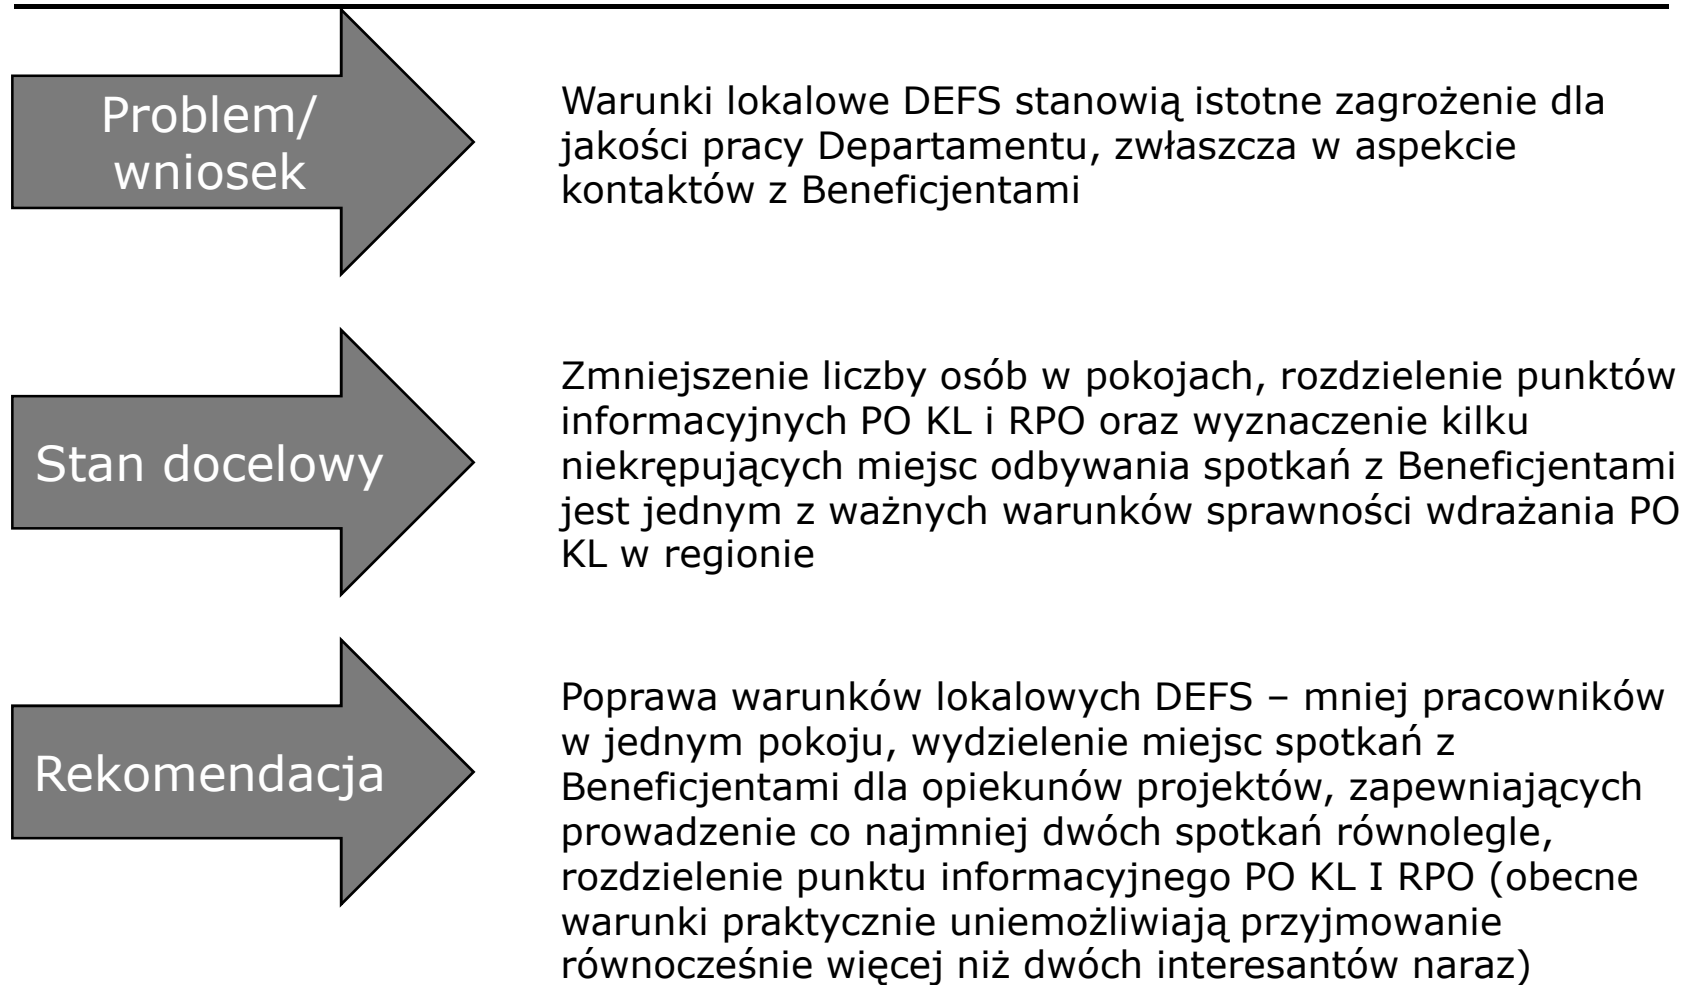 Problem/
wniosek
Warunki lokalowe DEFS stanowią istotne zagrożenie dla
jakości pracy Departamentu, zwłaszcza w aspekcie
kontaktów z Beneficjentami
Stan docelowy
Zmniejszenie liczby osób w pokojach, rozdzielenie punktów
informacyjnych PO KL i RPO oraz wyznaczenie kilku
niekrępujących miejsc odbywania spotkań z Beneficjentami
jest jednym z ważnych warunków sprawności wdrażania PO
KL w regionie
Rekomendacja
Poprawa warunków lokalowych DEFS – mniej pracowników
w jednym pokoju, wydzielenie miejsc spotkań z
Beneficjentami dla opiekunów projektów, zapewniających
prowadzenie co najmniej dwóch spotkań równolegle,
rozdzielenie punktu informacyjnego PO KL I RPO (obecne
warunki praktycznie uniemożliwiają przyjmowanie
równocześnie więcej niż dwóch interesantów naraz)